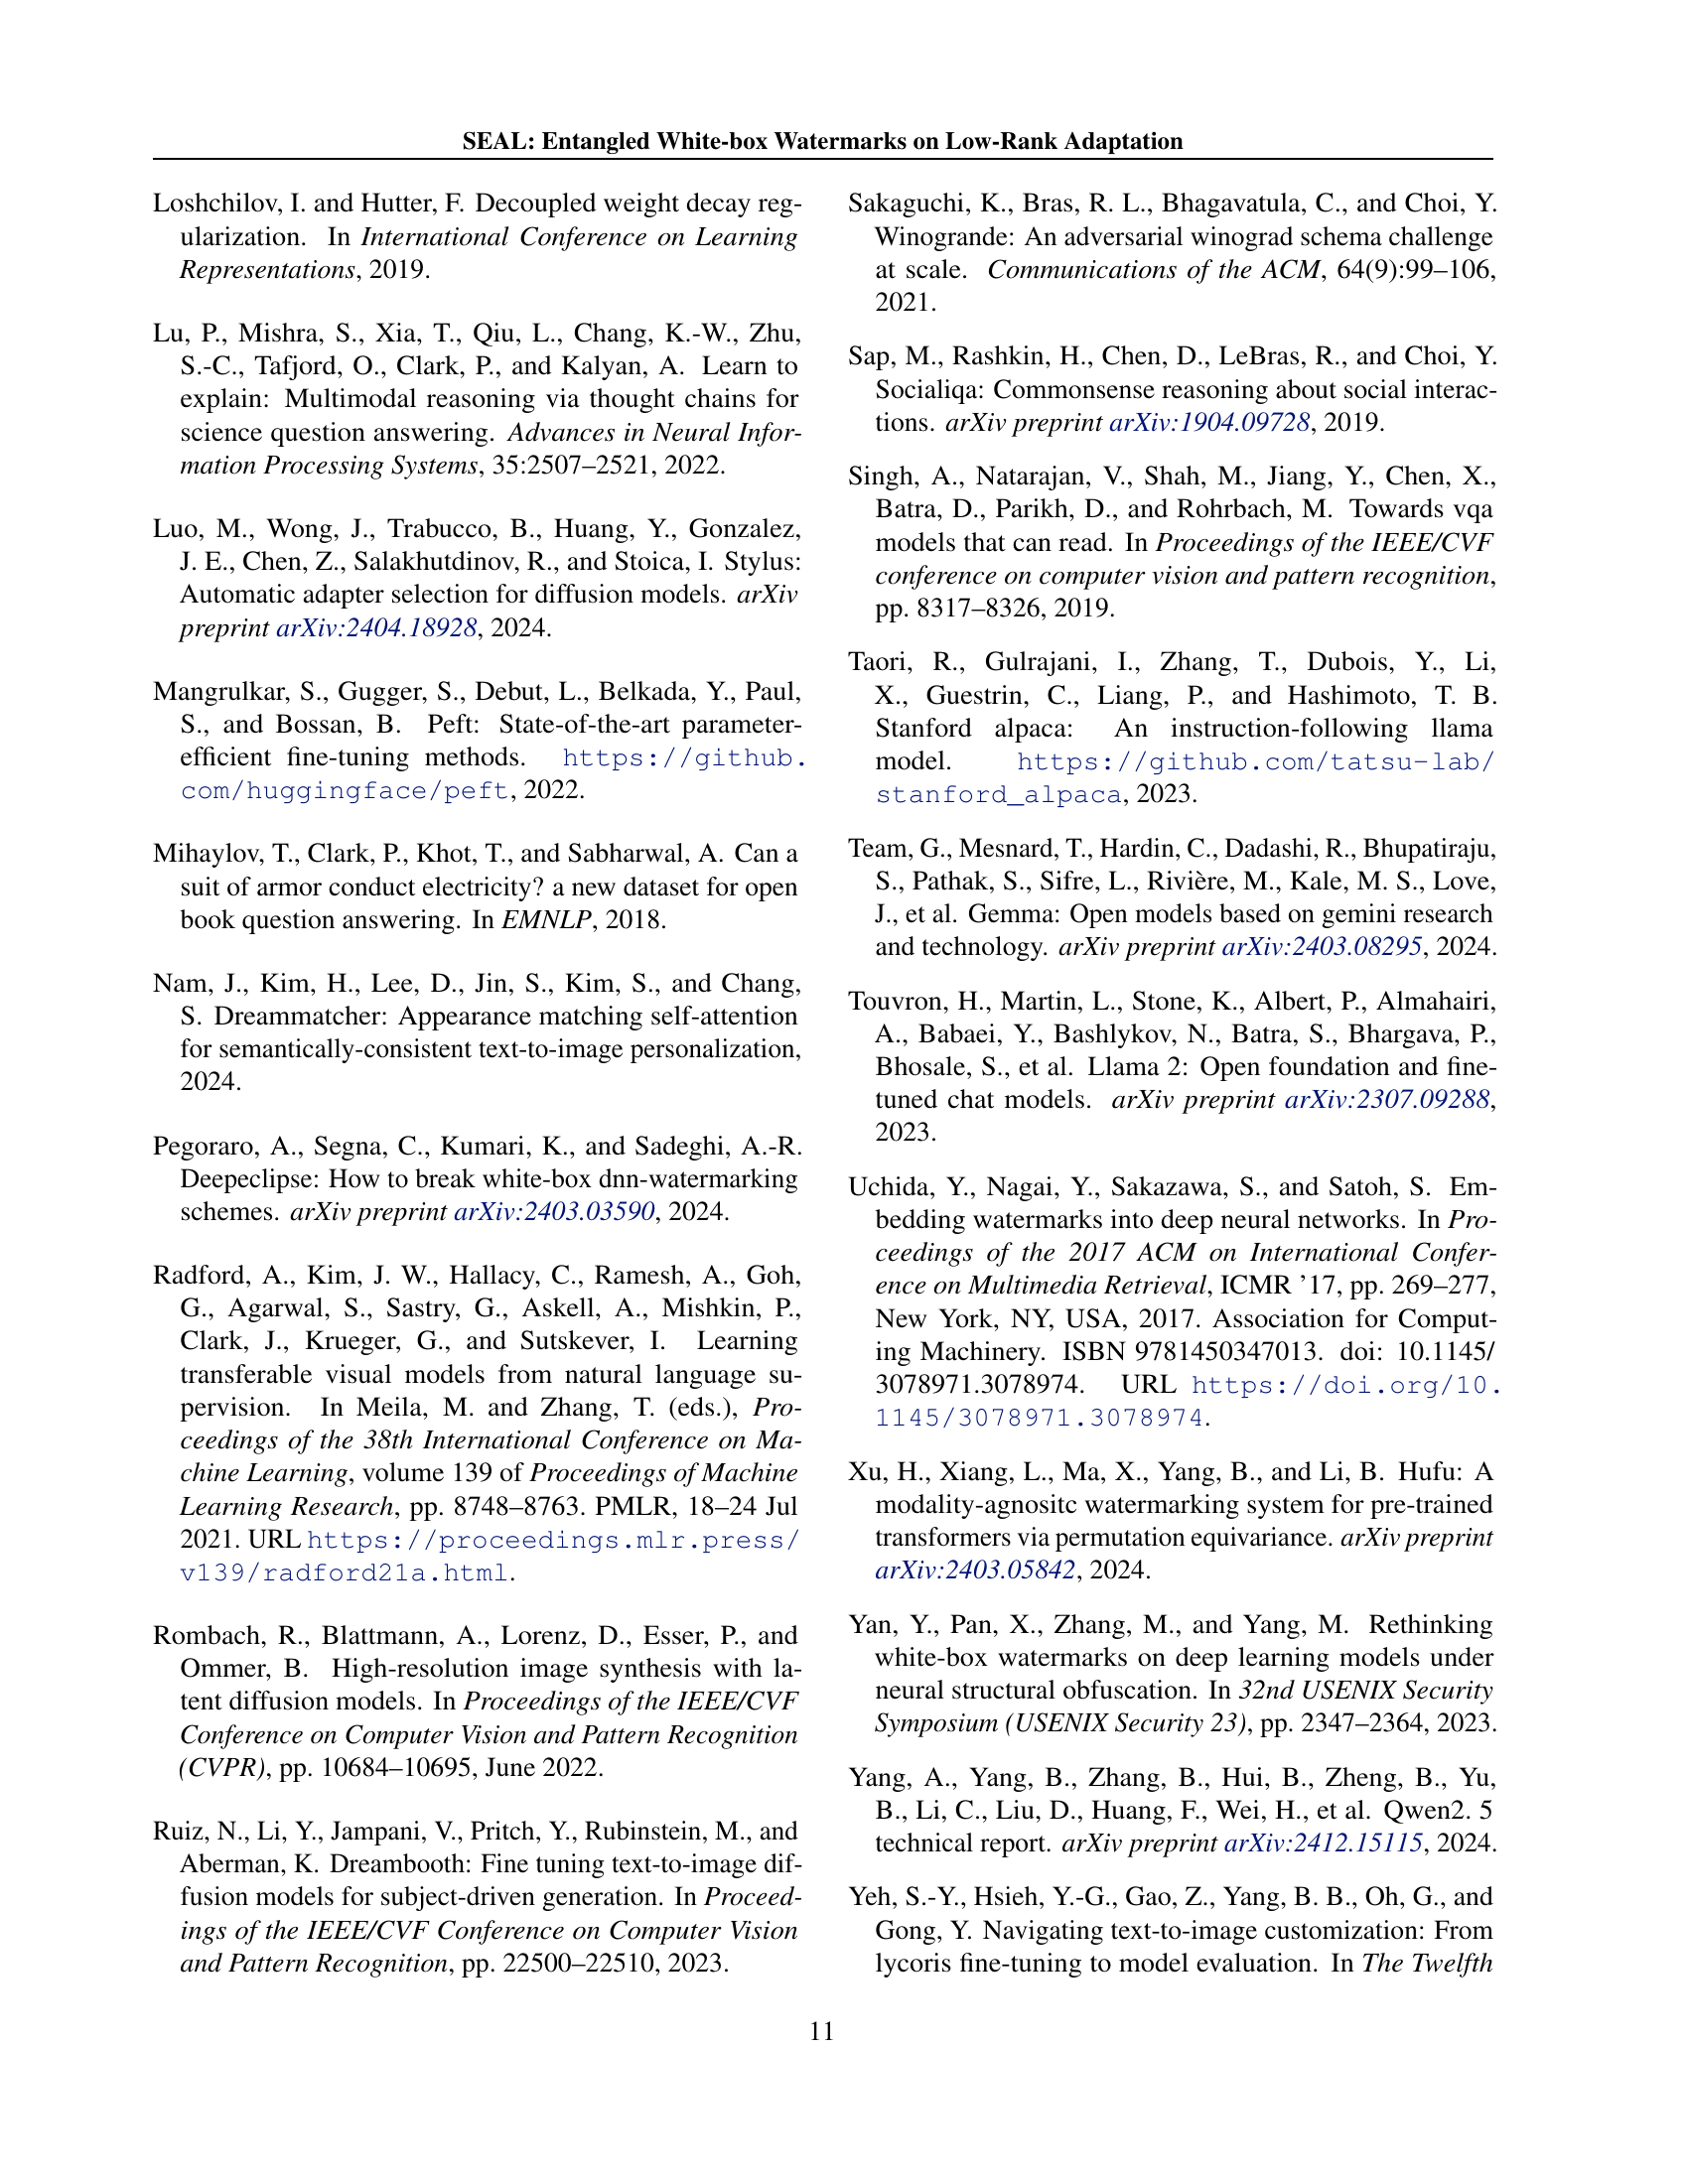 SEAL: Entangled White-box Watermarks on Low-Rank Adaptation
Loshchilov, I. and Hutter, F. Decoupled weight decay reg-
ularization. In International Conference on Learning
Representations, 2019.
Lu, P., Mishra, S., Xia, T., Qiu, L., Chang, K.-W., Zhu,
S.-C., Tafjord, O., Clark, P., and Kalyan, A. Learn to
explain: Multimodal reasoning via thought chains for
science question answering. Advances in Neural Infor-
mation Processing Systems, 35:2507–2521, 2022.
Luo, M., Wong, J., Trabucco, B., Huang, Y., Gonzalez,
J. E., Chen, Z., Salakhutdinov, R., and Stoica, I. Stylus:
Automatic adapter selection for diffusion models. arXiv
preprint arXiv:2404.18928, 2024.
Mangrulkar, S., Gugger, S., Debut, L., Belkada, Y., Paul,
S., and Bossan, B. Peft: State-of-the-art parameter-
efficient fine-tuning methods. https://github.
com/huggingface/peft, 2022.
Mihaylov, T., Clark, P., Khot, T., and Sabharwal, A. Can a
suit of armor conduct electricity? a new dataset for open
book question answering. In EMNLP, 2018.
Nam, J., Kim, H., Lee, D., Jin, S., Kim, S., and Chang,
S. Dreammatcher: Appearance matching self-attention
for semantically-consistent text-to-image personalization,
2024.
Pegoraro, A., Segna, C., Kumari, K., and Sadeghi, A.-R.
Deepeclipse: How to break white-box dnn-watermarking
schemes. arXiv preprint arXiv:2403.03590, 2024.
Radford, A., Kim, J. W., Hallacy, C., Ramesh, A., Goh,
G., Agarwal, S., Sastry, G., Askell, A., Mishkin, P.,
Clark, J., Krueger, G., and Sutskever, I. Learning
transferable visual models from natural language su-
pervision. In Meila, M. and Zhang, T. (eds.), Pro-
ceedings of the 38th International Conference on Ma-
chine Learning, volume 139 of Proceedings of Machine
Learning Research, pp. 8748–8763. PMLR, 18–24 Jul
2021. URL https://proceedings.mlr.press/
v139/radford21a.html.
Rombach, R., Blattmann, A., Lorenz, D., Esser, P., and
Ommer, B. High-resolution image synthesis with la-
tent diffusion models. In Proceedings of the IEEE/CVF
Conference on Computer Vision and Pattern Recognition
(CVPR), pp. 10684–10695, June 2022.
Ruiz, N., Li, Y., Jampani, V., Pritch, Y., Rubinstein, M., and
Aberman, K. Dreambooth: Fine tuning text-to-image dif-
fusion models for subject-driven generation. In Proceed-
ings of the IEEE/CVF Conference on Computer Vision
and Pattern Recognition, pp. 22500–22510, 2023.
Sakaguchi, K., Bras, R. L., Bhagavatula, C., and Choi, Y.
Winogrande: An adversarial winograd schema challenge
at scale. Communications of the ACM, 64(9):99–106,
2021.
Sap, M., Rashkin, H., Chen, D., LeBras, R., and Choi, Y.
Socialiqa: Commonsense reasoning about social interac-
tions. arXiv preprint arXiv:1904.09728, 2019.
Singh, A., Natarajan, V., Shah, M., Jiang, Y., Chen, X.,
Batra, D., Parikh, D., and Rohrbach, M. Towards vqa
models that can read. In Proceedings of the IEEE/CVF
conference on computer vision and pattern recognition,
pp. 8317–8326, 2019.
Taori, R., Gulrajani, I., Zhang, T., Dubois, Y., Li,
X., Guestrin, C., Liang, P., and Hashimoto, T. B.
Stanford alpaca: An instruction-following llama
model. https://github.com/tatsu-lab/
stanford_alpaca, 2023.
Team, G., Mesnard, T., Hardin, C., Dadashi, R., Bhupatiraju,
S., Pathak, S., Sifre, L., Rivière, M., Kale, M. S., Love,
J., et al. Gemma: Open models based on gemini research
and technology. arXiv preprint arXiv:2403.08295, 2024.
Touvron, H., Martin, L., Stone, K., Albert, P., Almahairi,
A., Babaei, Y., Bashlykov, N., Batra, S., Bhargava, P.,
Bhosale, S., et al. Llama 2: Open foundation and fine-
tuned chat models. arXiv preprint arXiv:2307.09288,
2023.
Uchida, Y., Nagai, Y., Sakazawa, S., and Satoh, S. Em-
bedding watermarks into deep neural networks. In Pro-
ceedings of the 2017 ACM on International Confer-
ence on Multimedia Retrieval, ICMR ’17, pp. 269–277,
New York, NY, USA, 2017. Association for Comput-
ing Machinery. ISBN 9781450347013. doi: 10.1145/
3078971.3078974. URL https://doi.org/10.
1145/3078971.3078974.
Xu, H., Xiang, L., Ma, X., Yang, B., and Li, B. Hufu: A
modality-agnositc watermarking system for pre-trained
transformers via permutation equivariance. arXiv preprint
arXiv:2403.05842, 2024.
Yan, Y., Pan, X., Zhang, M., and Yang, M. Rethinking
white-box watermarks on deep learning models under
neural structural obfuscation. In 32nd USENIX Security
Symposium (USENIX Security 23), pp. 2347–2364, 2023.
Yang, A., Yang, B., Zhang, B., Hui, B., Zheng, B., Yu,
B., Li, C., Liu, D., Huang, F., Wei, H., et al. Qwen2. 5
technical report. arXiv preprint arXiv:2412.15115, 2024.
Yeh, S.-Y., Hsieh, Y.-G., Gao, Z., Yang, B. B., Oh, G., and
Gong, Y. Navigating text-to-image customization: From
lycoris fine-tuning to model evaluation. In The Twelfth
11